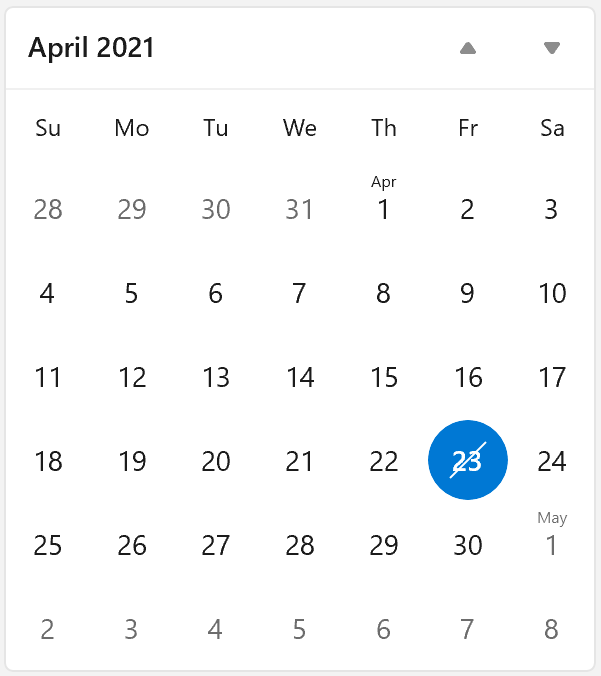 April 2021
Su Mo Tu We Th Fr Sa
Apr
28 29 30 31 1 2 3
4 5 6 7 8 9 10
11 12 13 14 15 16 17
18 19 20 21 22 23 24
May
25 26 27 28 29 30 1
2 3 4 5 6 7 8